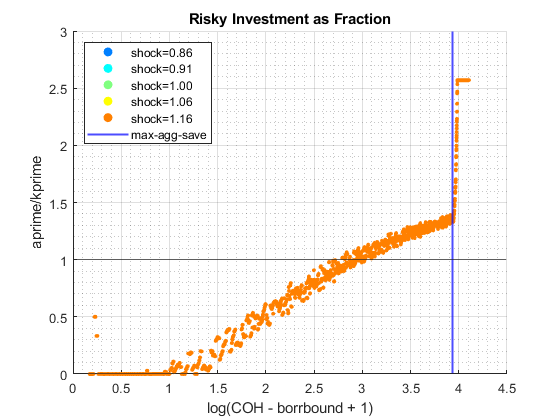 Risky Investment as Fraction
shock=0.86
shock=0.91
shock=1.00
shock=1.06
shock=1.16
max-agg-save
aprime/kprime
3
2.5
2
1.5
1
0.5
0
0 0.5 1 1.5 2 2.5 3 3.5 4 4.5
log(COH - borrbound + 1)